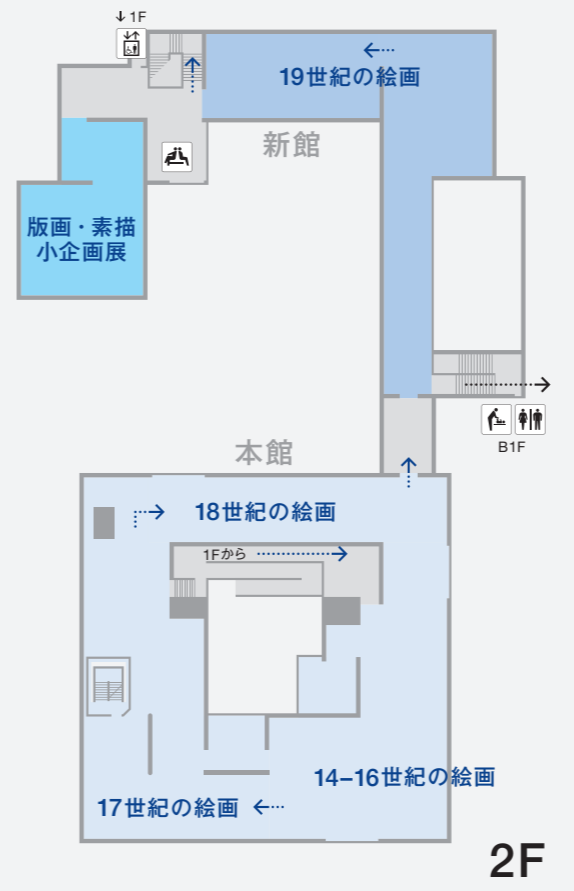 ↓1F
19世紀の絵画
新館
版画・素描
小企画展
B1F
本館
18世紀の絵画
1Fから
14–16世紀の絵画
17世紀の絵画
2F